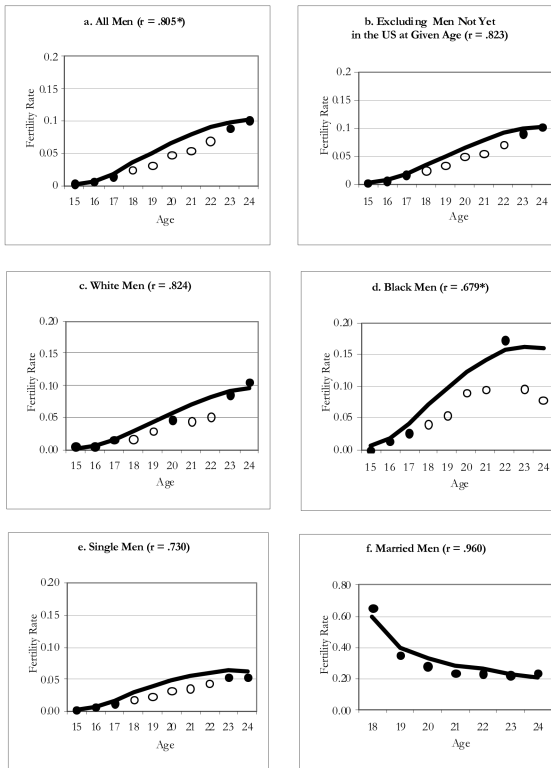 a. All Men (r = .805*)
0.2
0.15
0.1
0.05
0
Fertility Rate
15 16 17 18 19 20 21 22 23 24
Age
b. Excluding Men Not Yet
in the US at Given Age (r = .823)
0.2
0.15
0.1
0.05
0
Fertility Rate
15 16 17 18 19 20 21 22 23 24
Age
c. White Men (r = .824)
0.20
0.15
0.10
0.05
0.00
Fertility Rate
15 16 17 18 19 20 21 22 23 24
Age
d. Black Men (r = .679*)
0.20
0.15
0.10
0.05
0.00
Fertility Rate
15 16 17 18 19 20 21 22 23 24
Age
e. Single Men (r = .730)
0.20
0.15
0.10
0.05
0.00
Fertility Rate
15 16 17 18 19 20 21 22 23 24
Age
f. Married Men (r = .960)
0.80
0.60
0.40
0.20
0.00
Fertility Rate
18 19 20 21 22 23 24
Age